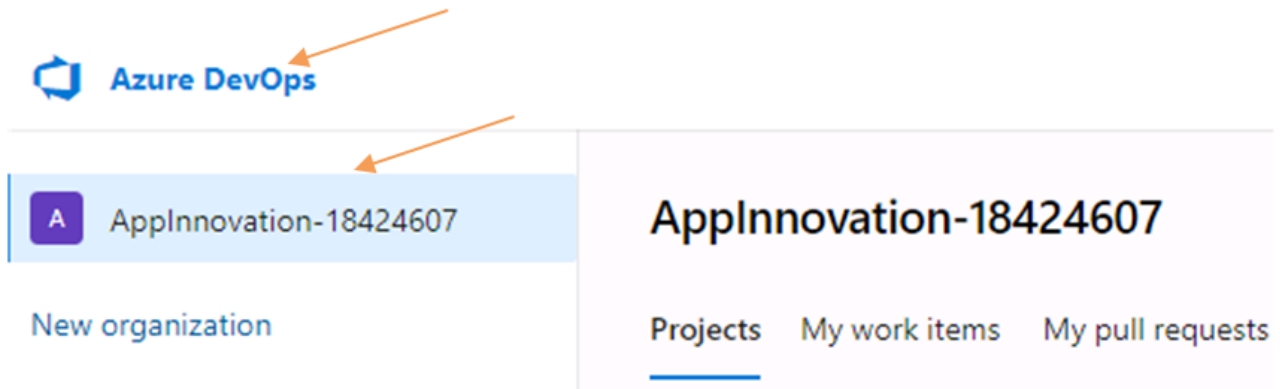 Azure DevOps
A AppInnovation-18424607
New organization
AppInnovation-18424607
Projects My work items My pull requests